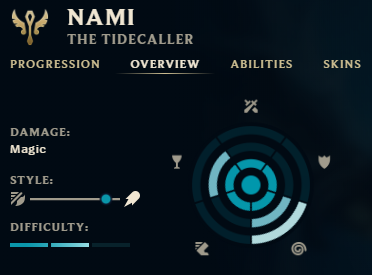 NAMI
THE TIDECALLER
PROGRESSION OVERVIEW ABILITIES SKINS
DAMAGE:
Magic
STYLE:
DIFFICULTY: